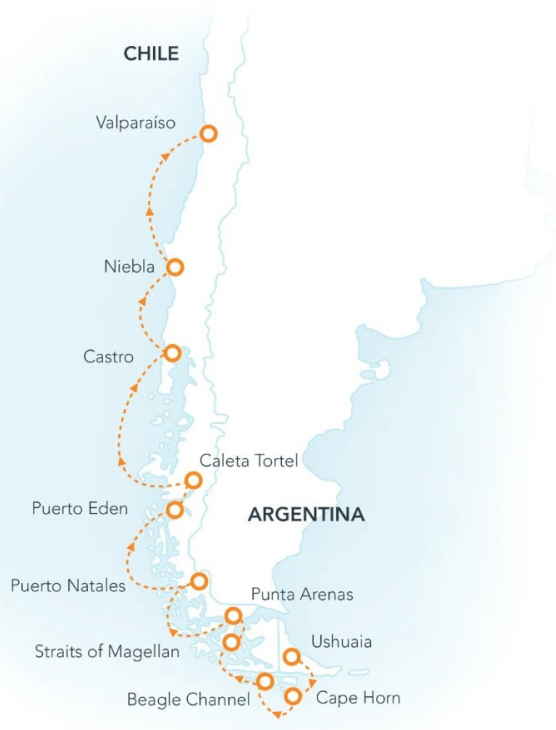 CHILE
Valparaíso
Niebla
Castro
Caleta Tortel
Puerto Eden
ARGENTINA
Puerto Natales
Punta Arenas
Straits of Magellan
Ushuaia
Beagle Channel
Cape Horn